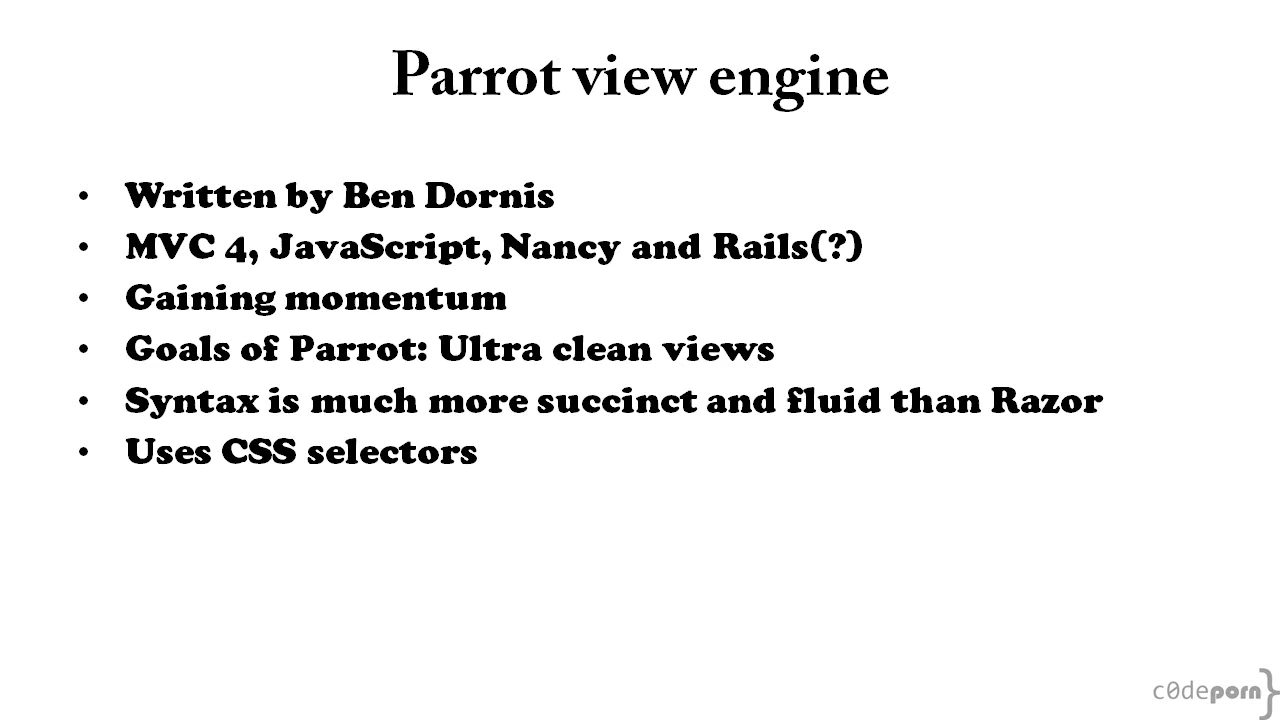 Parrot view engine
• Written by Ben Dornis
• MVC 4, JavaScript, Nancy and Rails(?)
• Gaining momentum
• Goals of Parrot: Ultra clean views
• Syntax is much more succinct and fluid than Razor
• Uses CSS selectors
c0deporn}